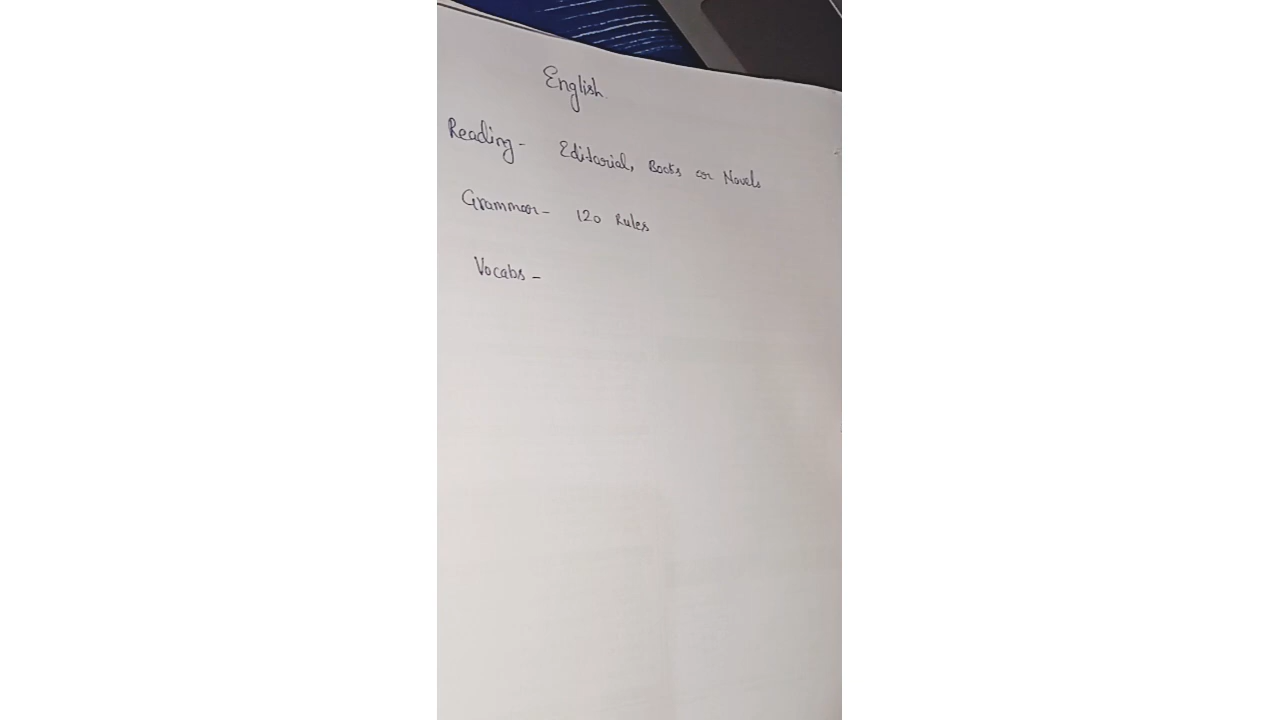 English
Reading- Editorial, Books or Novels
Grammar- 120 Rules
Vocabs -